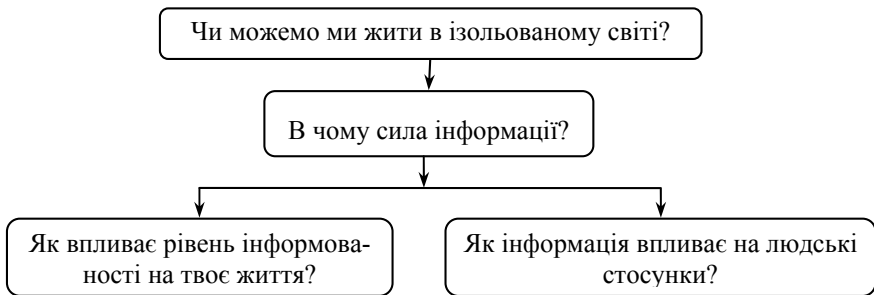 Чи можемо ми жити в ізольованому світі?
В чому сила інформації?
Як впливає рівень інформова-
ності на твоє життя?
Як інформація впливає на людські
стосунки?